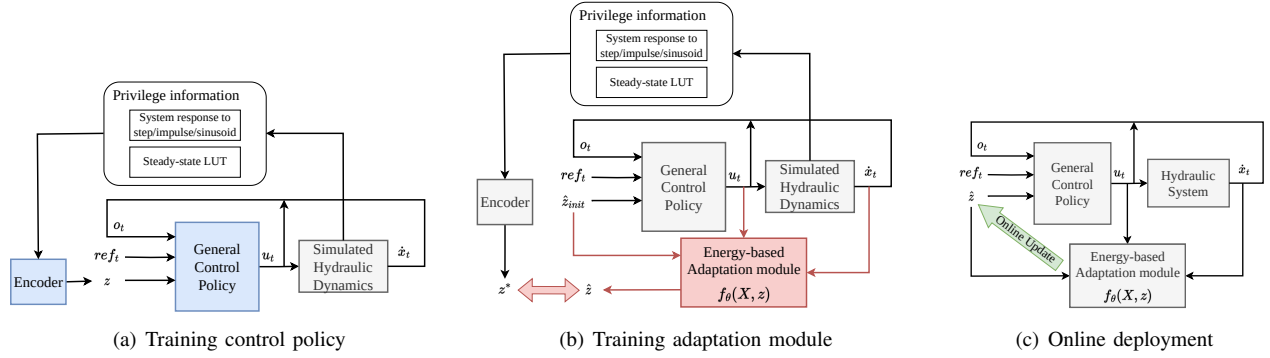 Privilege information
System response to
step/impulse/sinusoid
Steady-state LUT
o_t
ref_t
z
Encoder
General
Control
Policy
u_t
Simulated
Hydraulic
Dynamics
ẋ_t
(a) Training control policy
Privilege information
System response to
step/impulse/sinusoid
Steady-state LUT
o_t
ref_t
ẑ_init
Encoder
General
Control
Policy
u_t
Simulated
Hydraulic
Dynamics
ẋ_t
Energy-based
Adaptation module
f_θ(X, z)
z*
ẑ
(b) Training adaptation module
o_t
ref_t
ẑ
General
Control
Policy
u_t
Hydraulic
System
ẋ_t
Online Update
Energy-based
Adaptation module
f_θ(X, z)
(c) Online deployment